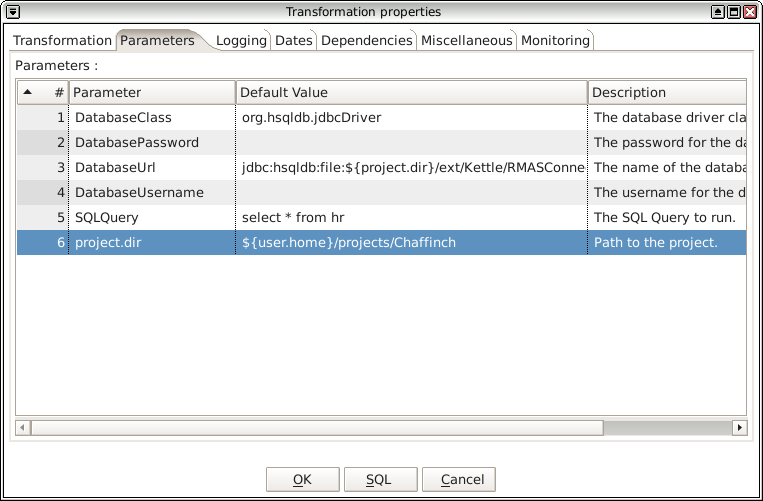 Transformation properties
Transformation Parameters Logging Dates Dependencies Miscellaneous Monitoring
Parameters :
# Parameter Default Value Description
1 DatabaseClass org.hsqldb.jdbcDriver The database driver cla
2 DatabasePassword The password for the da
3 DatabaseUrl jdbc:hsqldb:file:${project.dir}/ext/Kettle/RMASConne The name of the databa
4 DatabaseUsername The username for the d
5 SQLQuery select * from hr The SQL Query to run.
6 project.dir ${user.home}/projects/Chaffinch Path to the project.
OK SQL Cancel